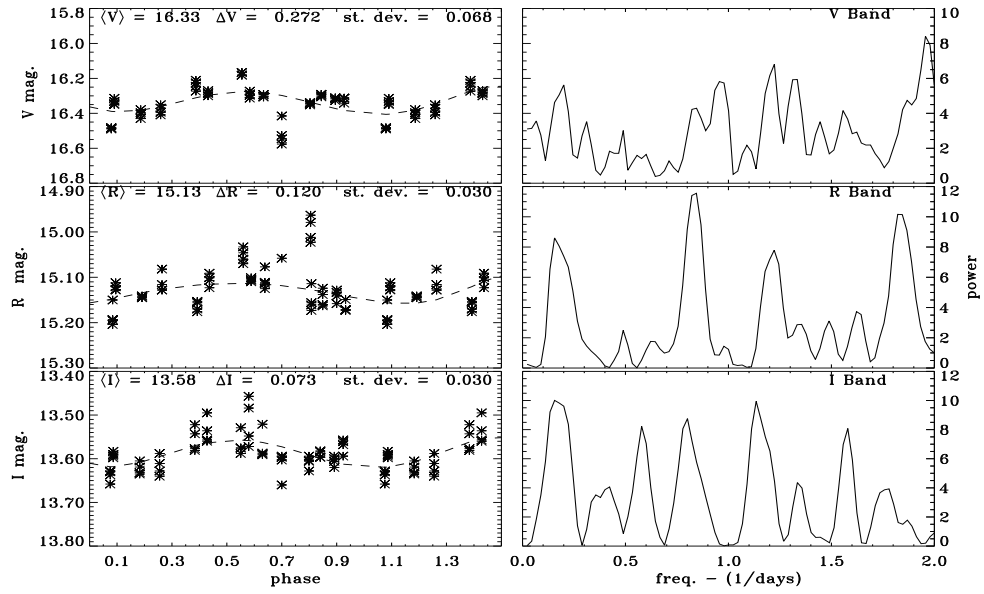 ⟨V⟩ = 16.33 ΔV = 0.272 st. dev. = 0.068
V mag.
15.8
16.0
16.2
16.4
16.6
16.8
V Band
10
8
6
4
2
0
⟨R⟩ = 15.13 ΔR = 0.120 st. dev. = 0.030
R mag.
14.90
15.00
15.10
15.20
15.30
R Band
12
10
8
6
4
2
0
power
⟨I⟩ = 13.58 ΔI = 0.073 st. dev. = 0.030
I mag.
13.40
13.50
13.60
13.70
13.80
I Band
12
10
8
6
4
2
0
0.1 0.3 0.5 0.7 0.9 1.1 1.3
phase
0.0 0.5 1.0 1.5 2.0
freq. - (1/days)